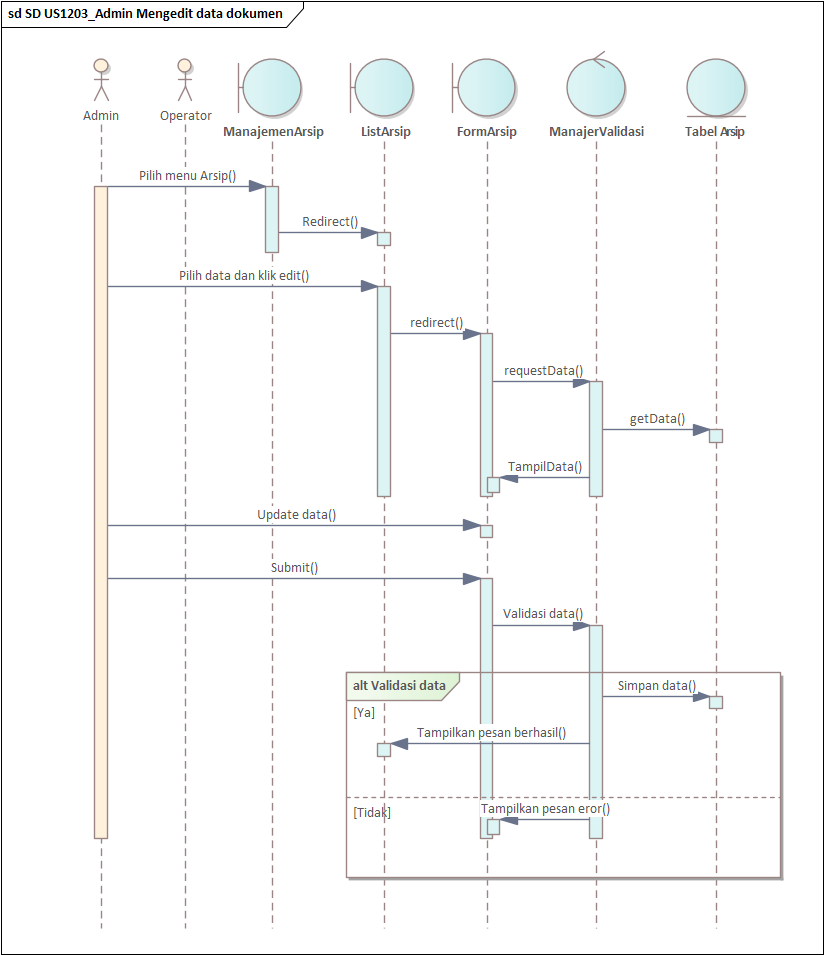 sd SD US1203_Admin Mengedit data dokumen
Admin
Operator
ManajemenArsip
ListArsip
FormArsip
ManajerValidasi
Tabel Arsip
Pilih menu Arsip()
Redirect()
Pilih data dan klik edit()
redirect()
requestData()
getData()
TampilData()
Update data()
Submit()
Validasi data()
alt Validasi data
Simpan data()
[Ya]
Tampilkan pesan berhasil()
[Tidak]
Tampilkan pesan eror()